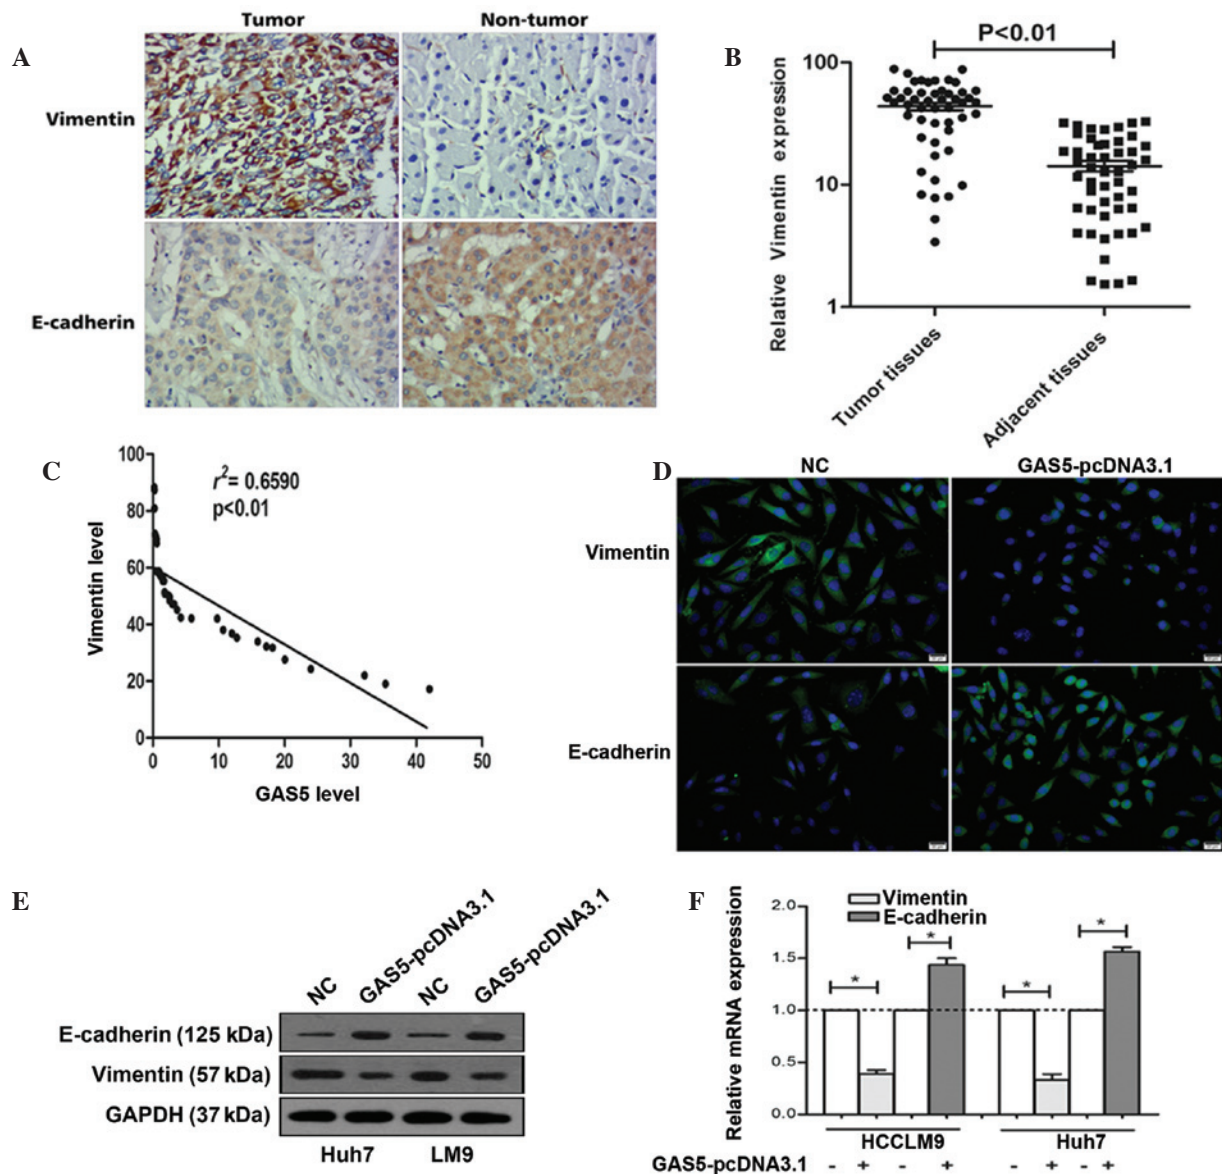 A
Tumor
Non-tumor
Vimentin
E-cadherin
B
P<0.01
Relative Vimentin expression
100
10
1
Tumor tissues
Adjacent tissues
C
r²= 0.6590
p<0.01
Vimentin level
100
80
60
40
20
0
0
10
20
30
40
50
GAS5 level
D
NC
GAS5-pcDNA3.1
Vimentin
E-cadherin
E
NC
GAS5-pcDNA3.1
NC
GAS5-pcDNA3.1
E-cadherin (125 kDa)
Vimentin (57 kDa)
GAPDH (37 kDa)
Huh7
LM9
F
Vimentin
E-cadherin
Relative mRNA expression
2.0
1.5
1.0
0.5
0.0
* * * *
HCCLM9
Huh7
GAS5-pcDNA3.1 - + - + - + - +